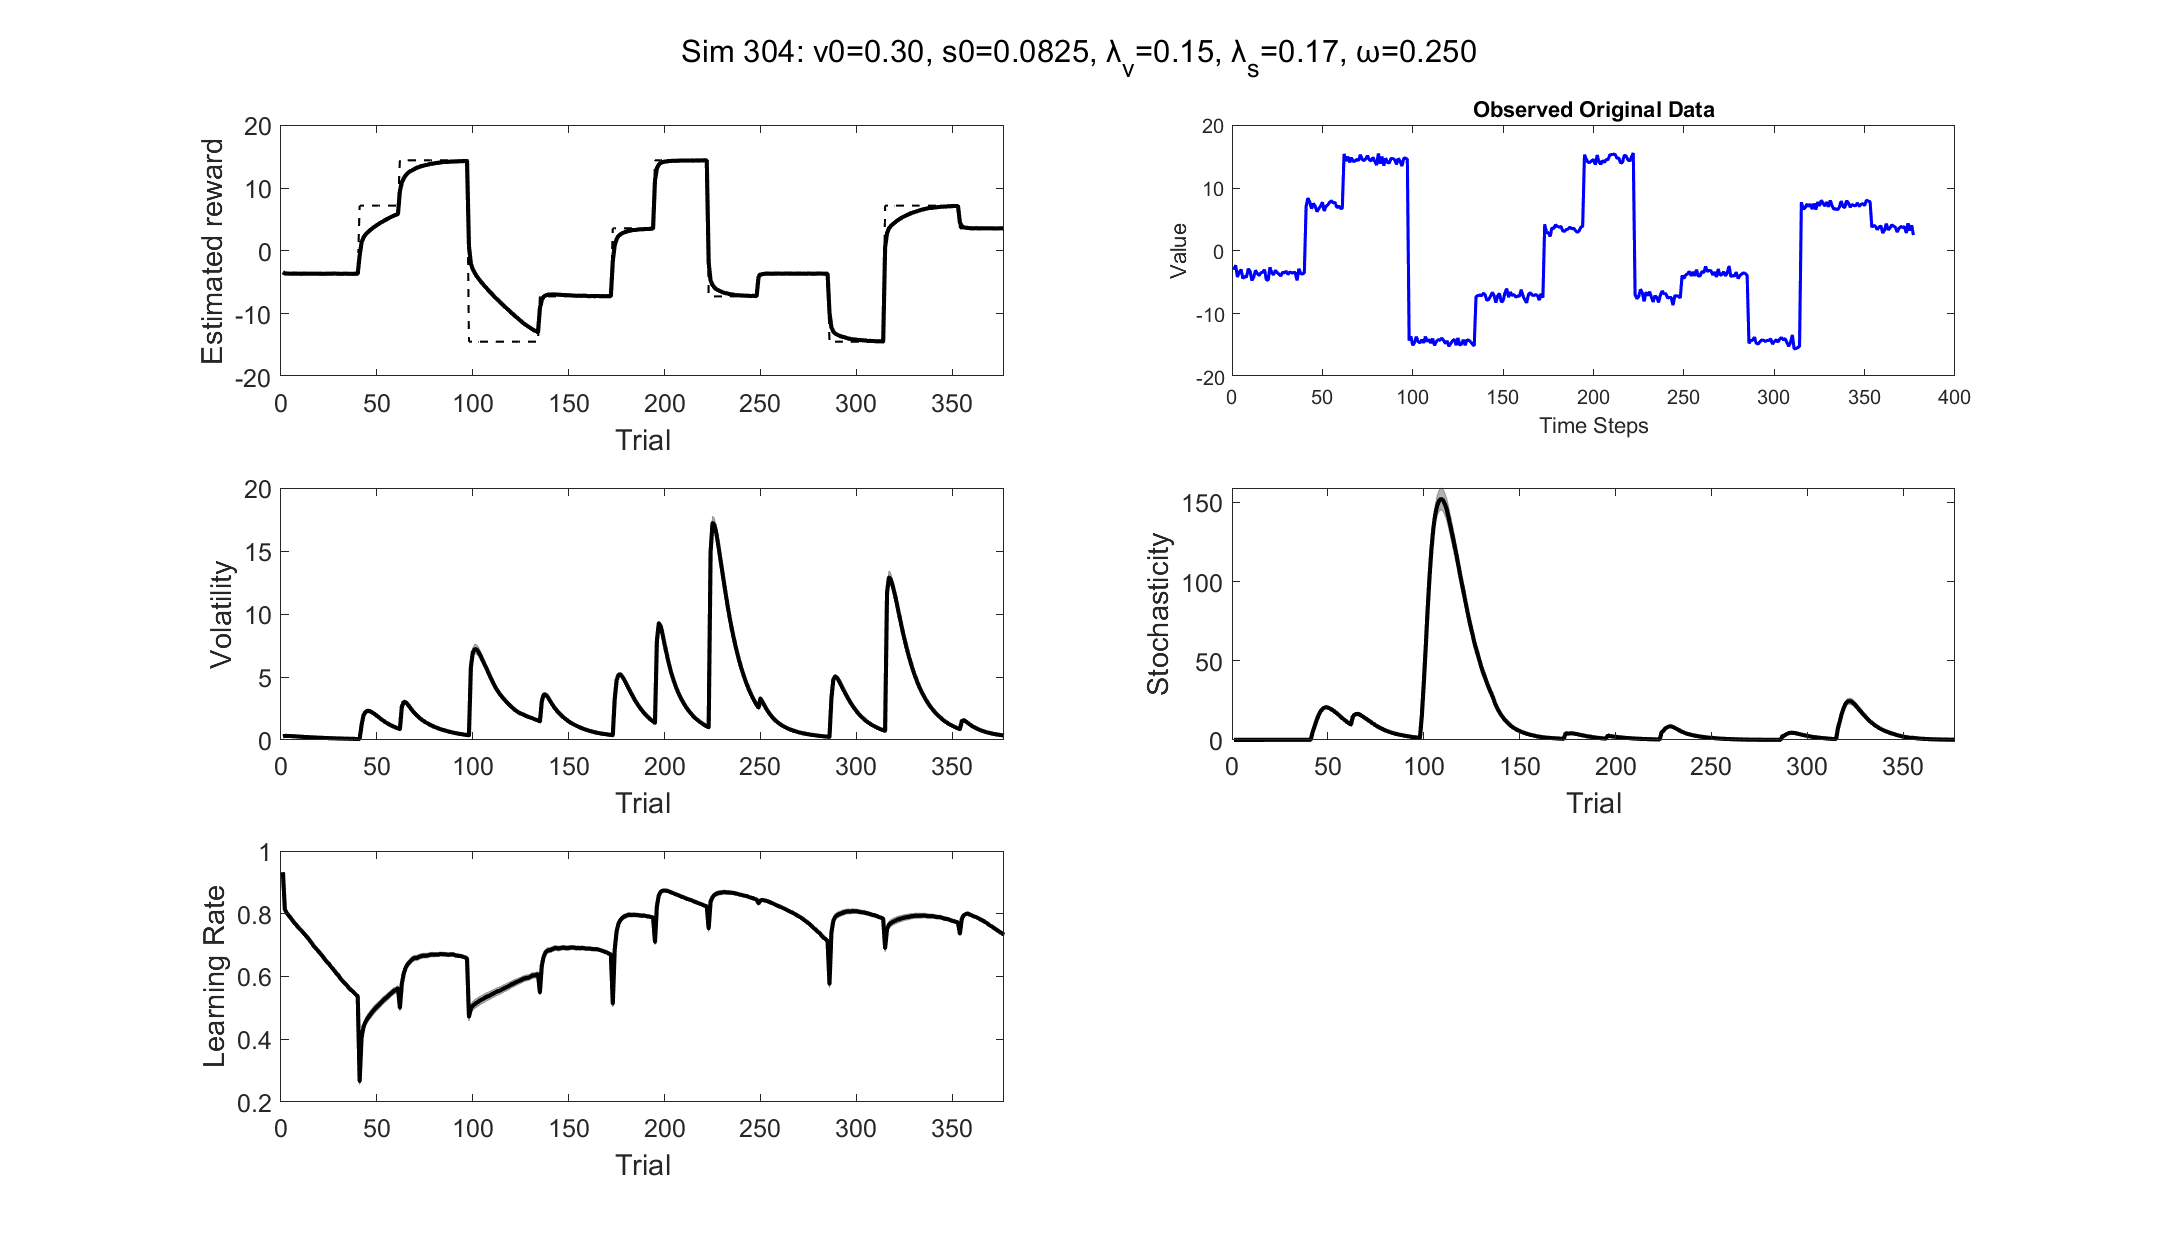 Sim 304: v0=0.30, s0=0.0825, λv=0.15, λs=0.17, ω=0.250
Estimated reward
20
10
0
-10
-20
0 50 100 150 200 250 300 350
Trial
Observed Original Data
Value
20
10
0
-10
-20
0 50 100 150 200 250 300 350 400
Time Steps
Volatility
20
15
10
5
0
0 50 100 150 200 250 300 350
Trial
Stochasticity
150
100
50
0
0 50 100 150 200 250 300 350
Trial
Learning Rate
1
0.8
0.6
0.4
0.2
0 50 100 150 200 250 300 350
Trial